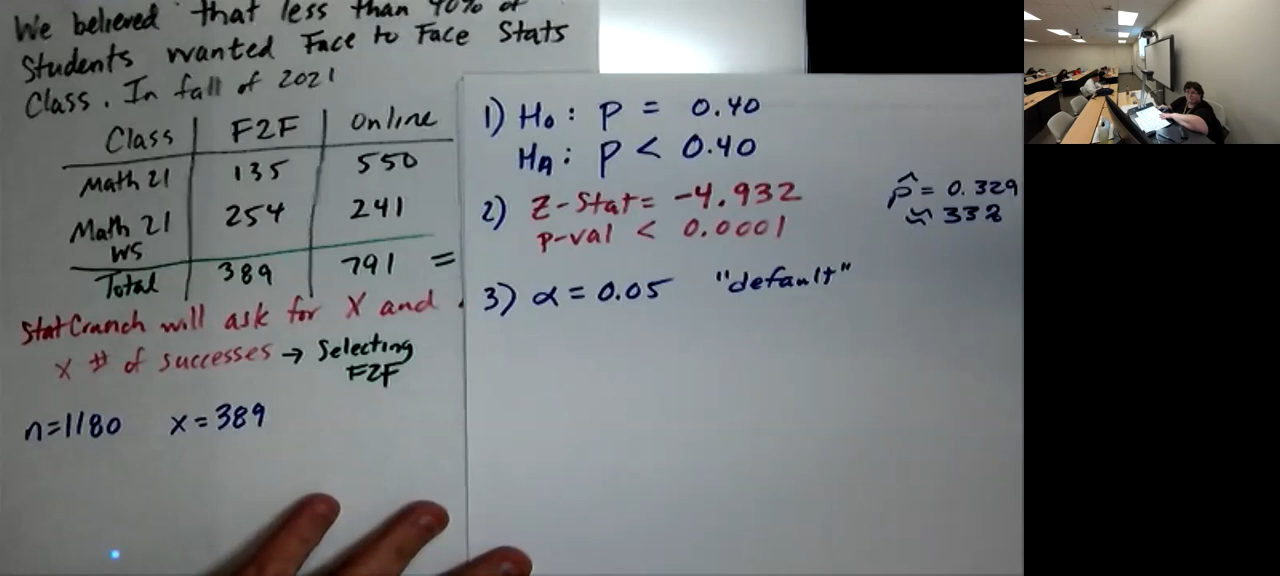 We believed that less than 40% of
Students wanted Face to Face Stats
Class. In fall of 2021
Class F2F Online
Math 21 135 550
Math 21 WS 254 241
Total 389 791 =
StatCrunch will ask for X and
X # of successes → Selecting
F2F
n=1180 x=389
1) Ho: p = 0.40
HA: p < 0.40
2) Z-Stat = -4.932
p-val < 0.0001
p̂ = 0.329
≈ 33%
3) α = 0.05 "default"